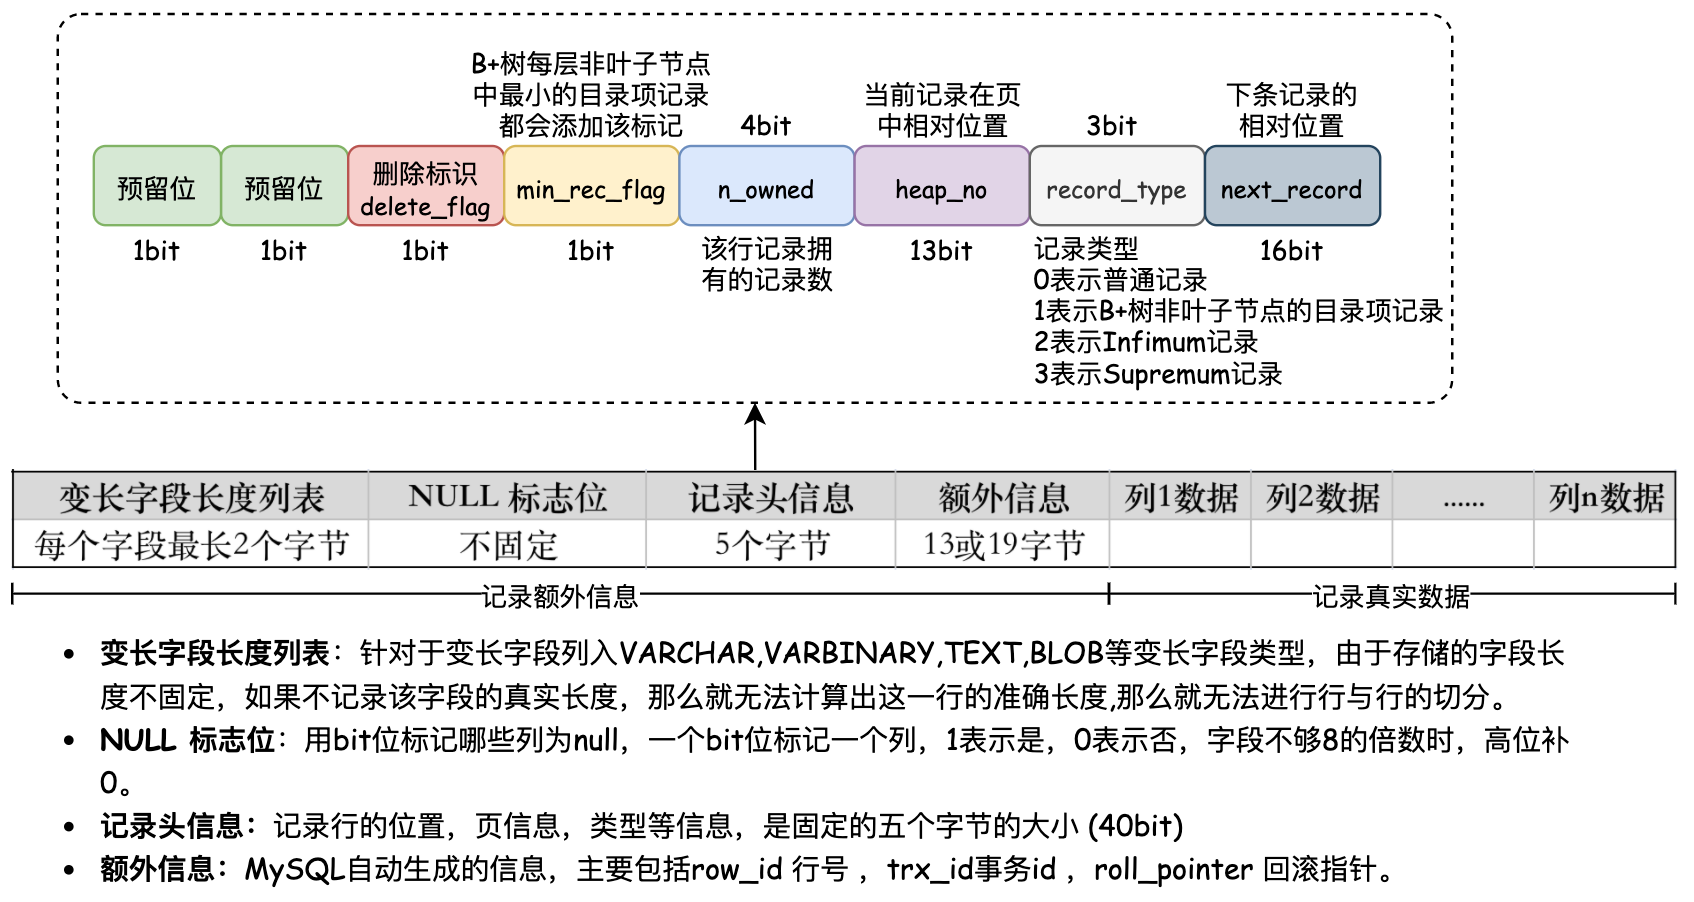 B+树每层非叶子节点
中最小的目录项记录
都会添加该标记
4bit
当前记录在页
中相对位置
3bit
下条记录的
相对位置
预留位
预留位
删除标识
delete_flag
min_rec_flag
n_owned
heap_no
record_type
next_record
1bit
1bit
1bit
1bit
该行记录拥
有的记录数
13bit
记录类型
0表示普通记录
1表示B+树非叶子节点的目录项记录
2表示Infimum记录
3表示Supremum记录
16bit
变长字段长度列表 NULL 标志位 记录头信息 额外信息 列1数据 列2数据 ...... 列n数据
每个字段最长2个字节 不固定 5个字节 13或19字节
记录额外信息 记录真实数据
• 变长字段长度列表：针对于变长字段列入VARCHAR,VARBINARY,TEXT,BLOB等变长字段类型，由于存储的字段长
度不固定，如果不记录该字段的真实长度，那么就无法计算出这一行的准确长度,那么就无法进行行与行的切分。
• NULL 标志位：用bit位标记哪些列为null，一个bit位标记一个列，1表示是，0表示否，字段不够8的倍数时，高位补
0。
• 记录头信息：记录行的位置，页信息，类型等信息，是固定的五个字节的大小 (40bit)
• 额外信息：MySQL自动生成的信息，主要包括row_id 行号 ，trx_id事务id ，roll_pointer 回滚指针。